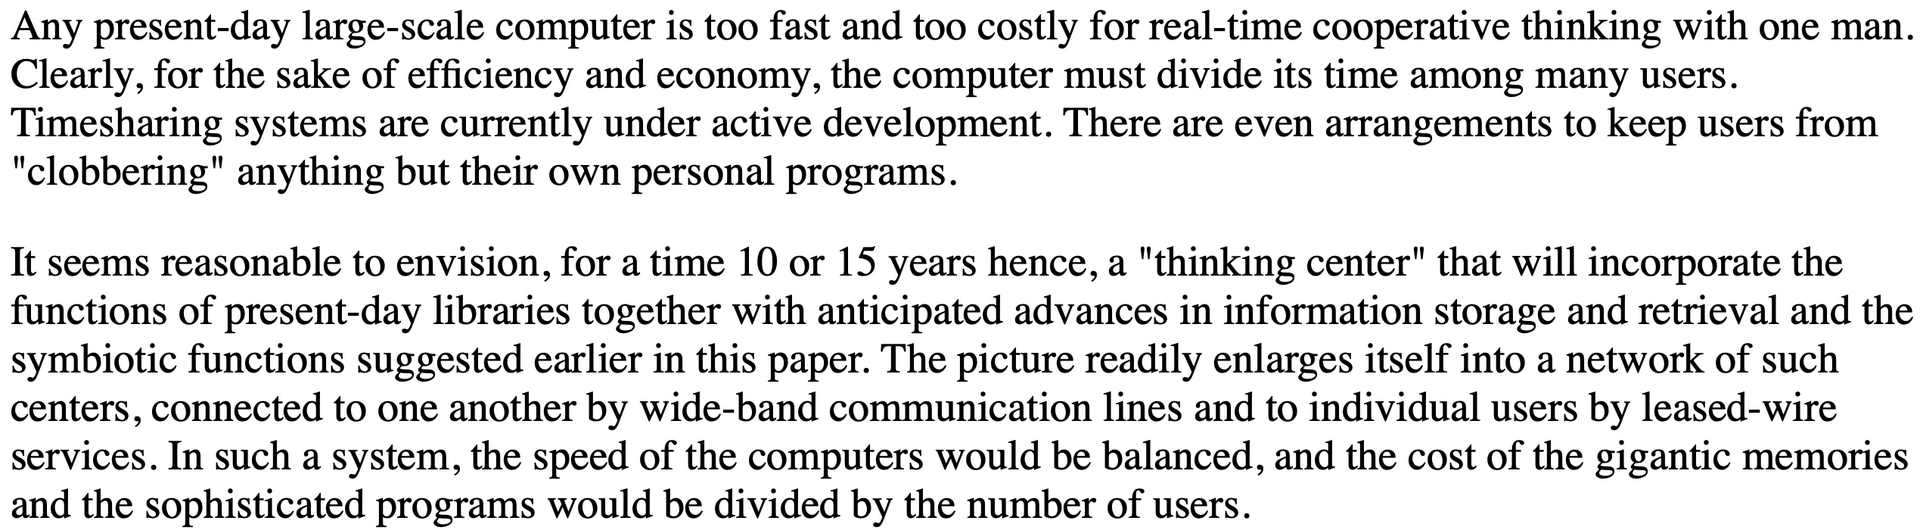 Any present-day large-scale computer is too fast and too costly for real-time cooperative thinking with one man.
Clearly, for the sake of efficiency and economy, the computer must divide its time among many users.
Timesharing systems are currently under active development. There are even arrangements to keep users from
"clobbering" anything but their own personal programs.

It seems reasonable to envision, for a time 10 or 15 years hence, a "thinking center" that will incorporate the
functions of present-day libraries together with anticipated advances in information storage and retrieval and the
symbiotic functions suggested earlier in this paper. The picture readily enlarges itself into a network of such
centers, connected to one another by wide-band communication lines and to individual users by leased-wire
services. In such a system, the speed of the computers would be balanced, and the cost of the gigantic memories
and the sophisticated programs would be divided by the number of users.